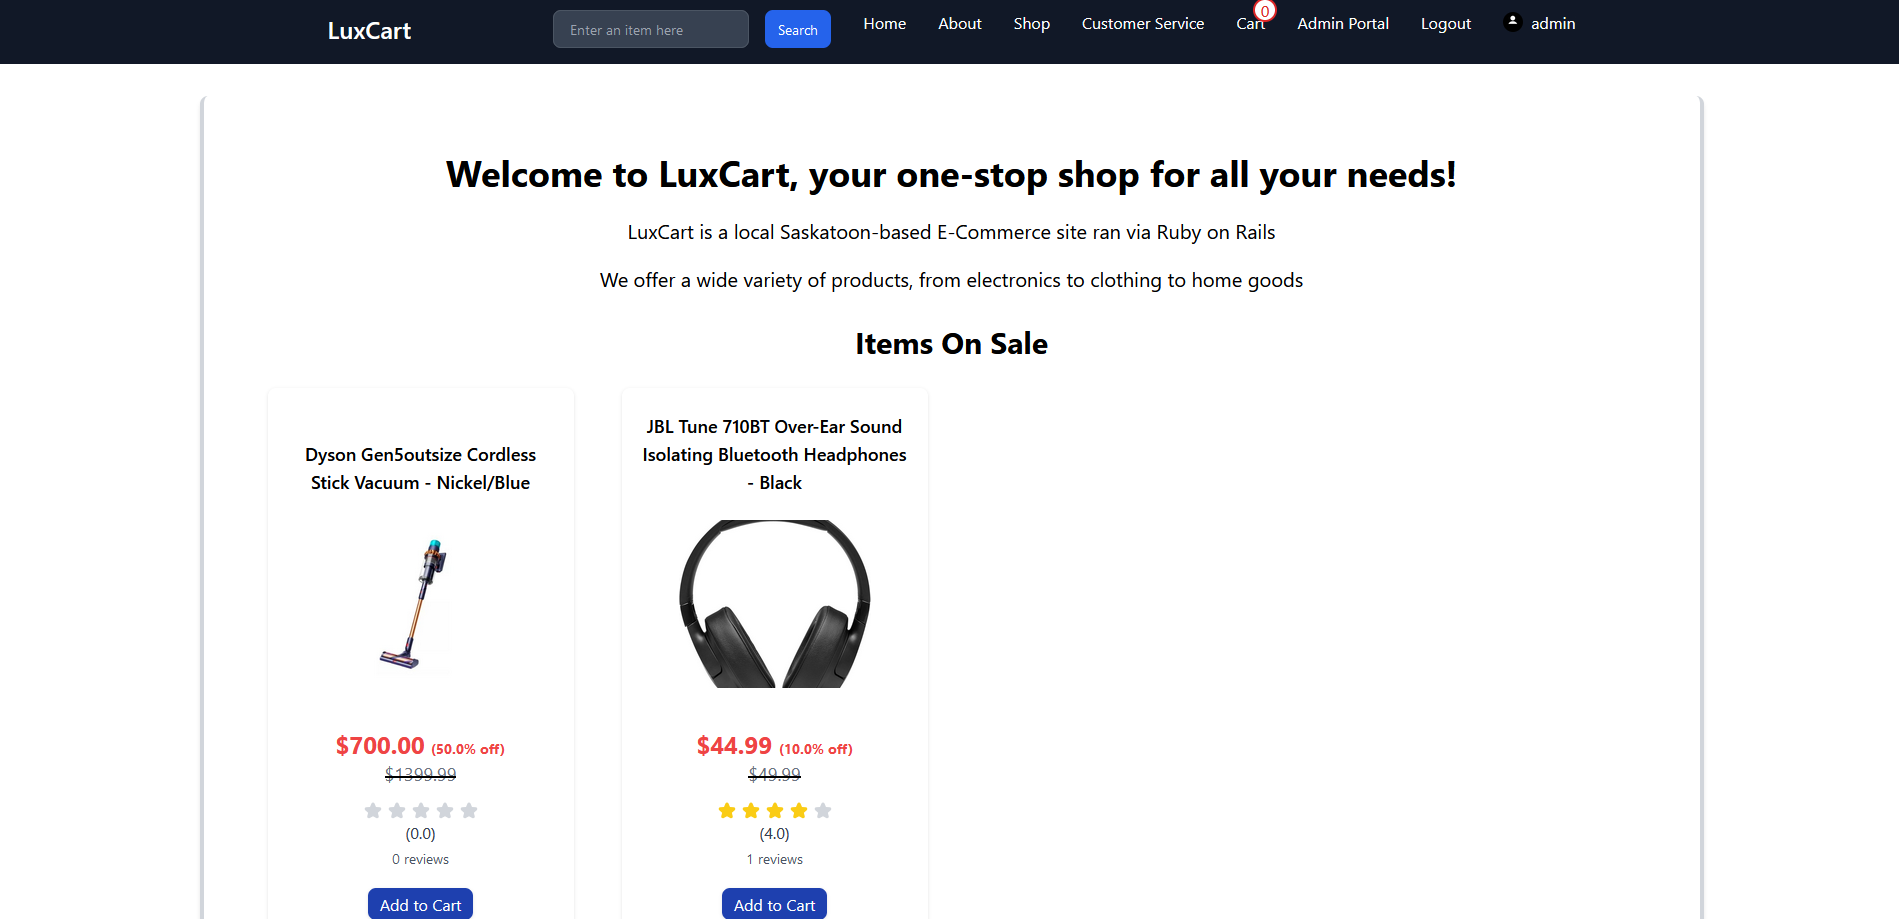 LuxCart
Enter an item here
Search
Home
About
Shop
Customer Service
Cart
0
Admin Portal
Logout
admin
Welcome to LuxCart, your one-stop shop for all your needs!
LuxCart is a local Saskatoon-based E-Commerce site ran via Ruby on Rails
We offer a wide variety of products, from electronics to clothing to home goods
Items On Sale
Dyson Gen5outsize Cordless
Stick Vacuum - Nickel/Blue
$700.00 (50.0% off)
$1399.99
(0.0)
0 reviews
Add to Cart
JBL Tune 710BT Over-Ear Sound
Isolating Bluetooth Headphones
- Black
$44.99 (10.0% off)
$49.99
(4.0)
1 reviews
Add to Cart